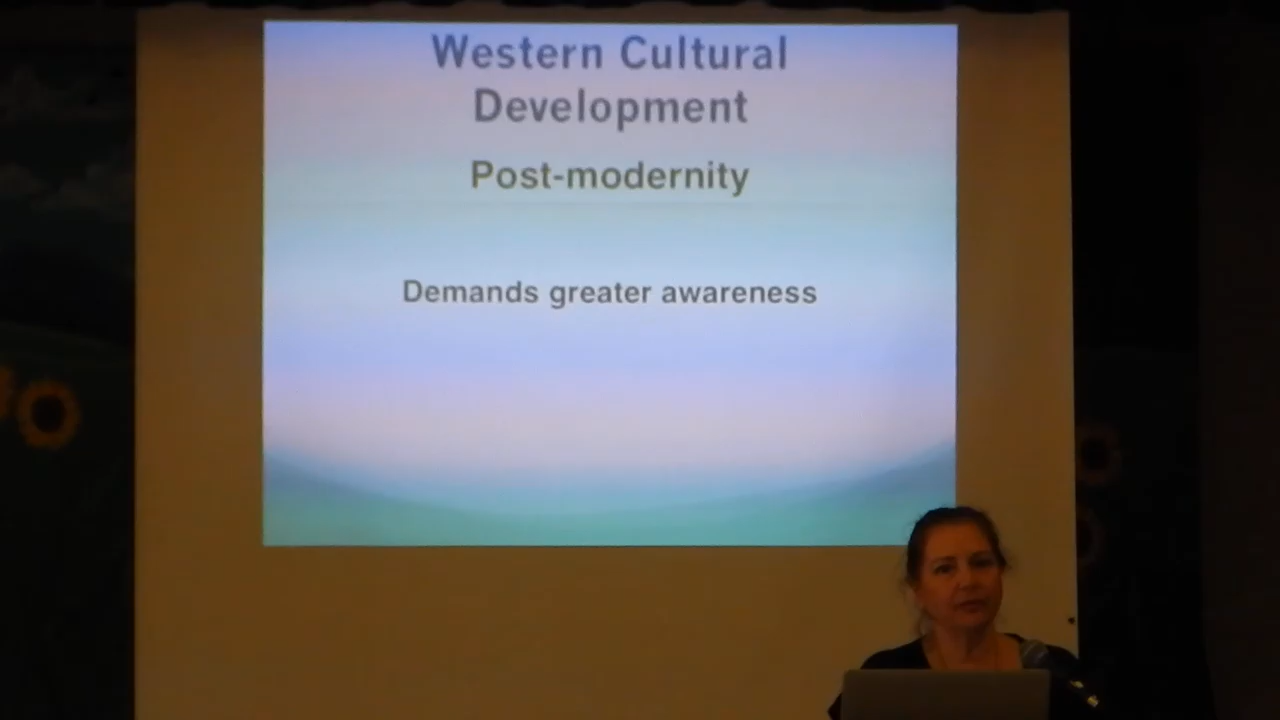 Western Cultural
Development
Post-modernity
Demands greater awareness